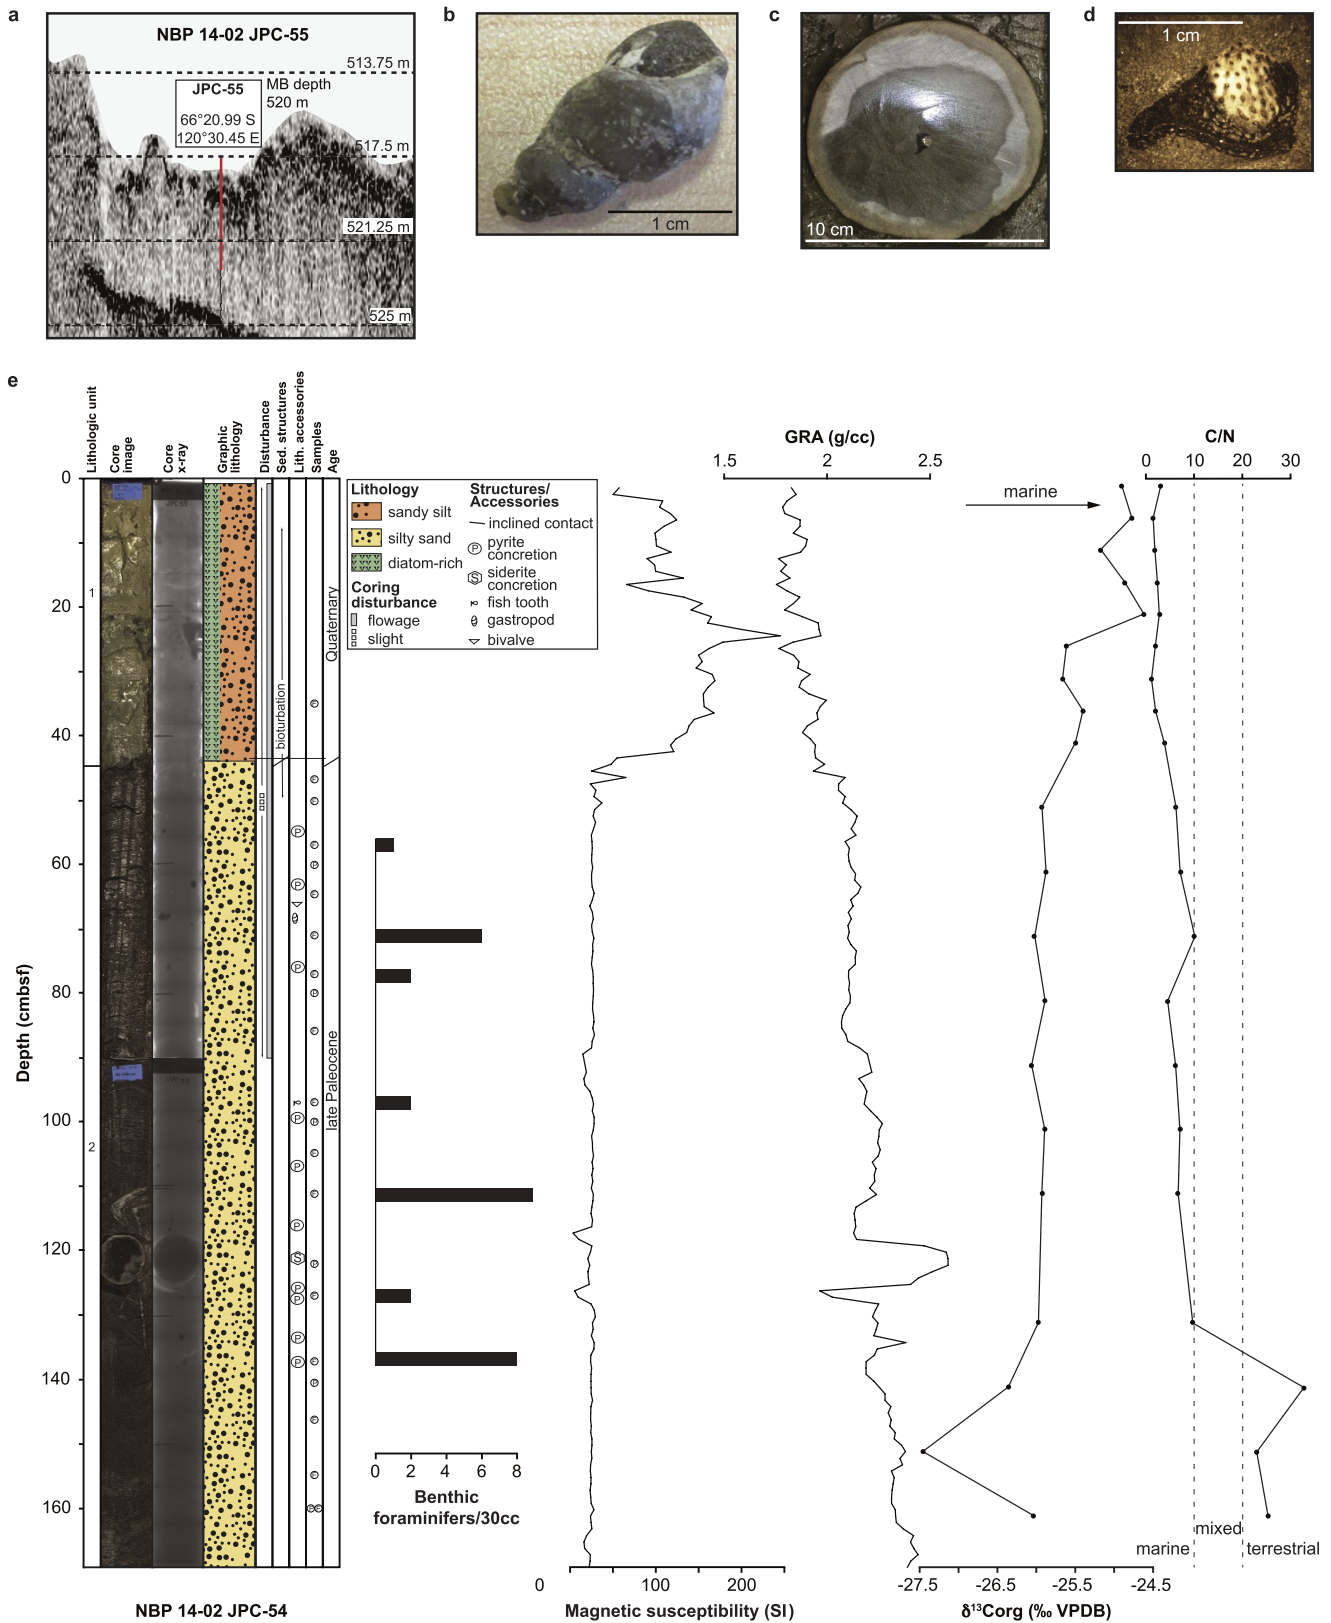 a
NBP 14-02 JPC-55
513.75 m
JPC-55
66°20.99 S
120°30.45 E
MB depth
520 m
517.5 m
521.25 m
525 m
b
1 cm
c
10 cm
d
1 cm
e
Lithologic unit
Core image
Core x-ray
Graphic lithology
Disturbance
Sed. structures
Lith. accessories
Samples
Age
Depth (cmbsf)
0
20
40
60
80
100
120
140
160
1
2
JPC-55
JPC-55
bioturbation
Quaternary
late Paleocene
Lithology
sandy silt
silty sand
diatom-rich
Coring
disturbance
flowage
slight
Structures/
Accessories
inclined contact
P pyrite
concretion
S siderite
concretion
fish tooth
gastropod
bivalve
P
P
P
P
P
P
S
P
P
P
P
0 2 4 6 8
Benthic
foraminifers/30cc
GRA (g/cc)
1.5 2 2.5
0 100 200
Magnetic susceptibility (SI)
marine
-27.5 -26.5 -25.5 -24.5
δ¹³Corg (‰ VPDB)
C/N
0 10 20 30
marine
mixed
terrestrial
NBP 14-02 JPC-54